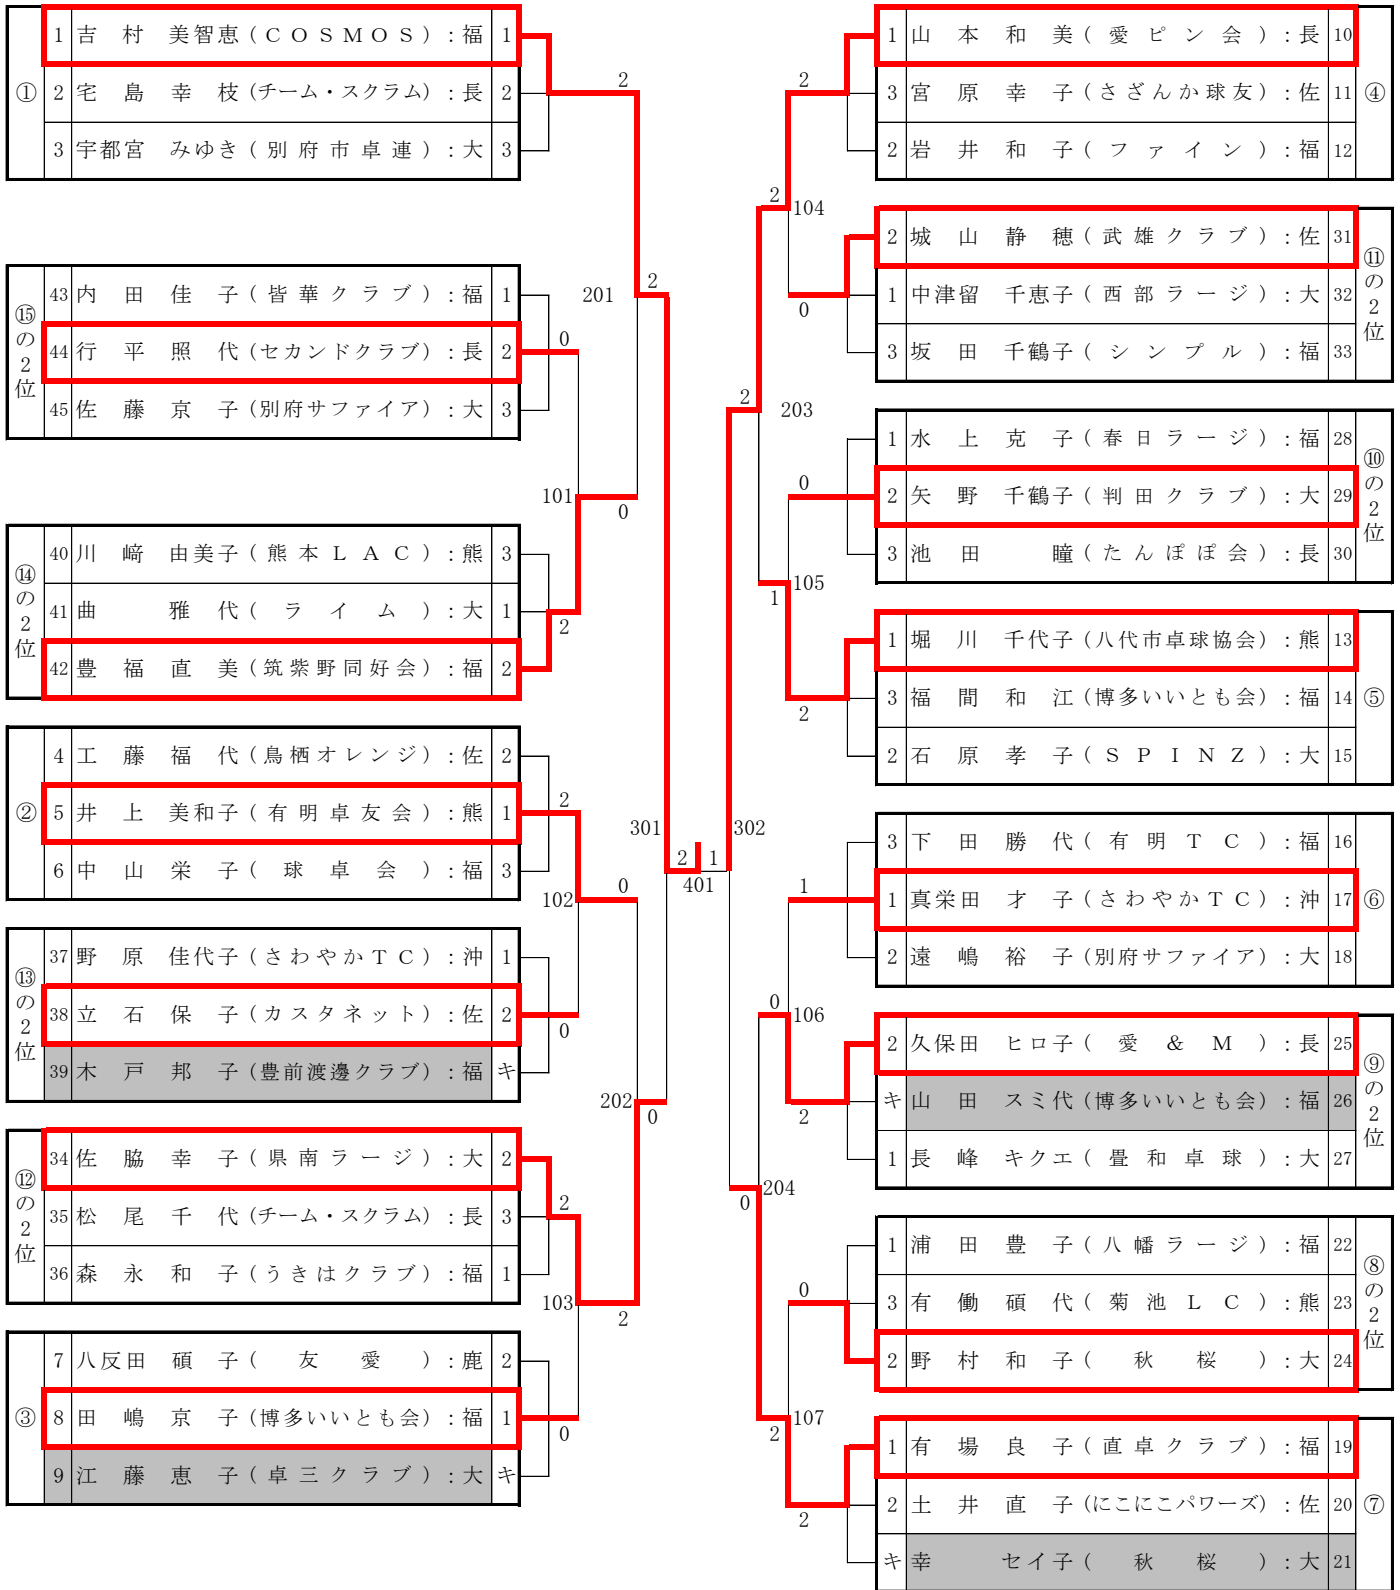 ① 1 吉村 美智恵 (COSMOS) : 福 1
2 宅島 幸枝 (チーム・スクラム) : 長 2
3 宇都宮 みゆき (別府市卓連) : 大 3
2
⑮の2位 43 内田 佳子 (皆華クラブ) : 福 1
44 行平 照代 (セカンドクラブ) : 長 2
45 佐藤 京子 (別府サファイア) : 大 3
0
201
2
101
0
⑭の2位 40 川﨑 由美子 (熊本LAC) : 熊 3
41 曲 雅代 (ライム) : 大 1
42 豊福 直美 (筑紫野同好会) : 福 2
2
② 4 工藤 福代 (鳥栖オレンジ) : 佐 2
5 井上 美和子 (有明卓友会) : 熊 1
6 中山 栄子 (球卓会) : 福 3
2
102
0
301
⑬の2位 37 野原 佳代子 (さわやかTC) : 沖 1
38 立石 保子 (カスタネット) : 佐 2
39 木戸 邦子 (豊前渡邊クラブ) : 福 キ
0
202
0
⑫の2位 34 佐脇 幸子 (県南ラージ) : 大 2
35 松尾 千代 (チーム・スクラム) : 長 3
36 森永 和子 (うきはクラブ) : 福 1
2
103
2
③ 7 八反田 碩子 (友愛) : 鹿 2
8 田嶋 京子 (博多いいとも会) : 福 1
9 江藤 恵子 (卓三クラブ) : 大 キ
0
2 1
401
1 山本 和美 (愛ピン会) : 長 10 ④
3 宮原 幸子 (さざんか球友) : 佐 11
2 岩井 和子 (ファイン) : 福 12
2
2
104
2 城山 静穂 (武雄クラブ) : 佐 31 ⑪の2位
1 中津留 千恵子 (西部ラージ) : 大 32
3 坂田 千鶴子 (シンプル) : 福 33
0
2
203
1 水上 克子 (春日ラージ) : 福 28 ⑩の2位
2 矢野 千鶴子 (判田クラブ) : 大 29
3 池田 瞳 (たんぽぽ会) : 長 30
0
105
1
1 堀川 千代子 (八代市卓球協会) : 熊 13 ⑤
3 福間 和江 (博多いいとも会) : 福 14
2 石原 孝子 (SPINZ) : 大 15
2
302
3 下田 勝代 (有明TC) : 福 16 ⑥
1 真栄田 才子 (さわやかTC) : 沖 17
2 遠嶋 裕子 (別府サファイア) : 大 18
1
0
106
2 久保田 ヒロ子 (愛&M) : 長 25 ⑨の2位
キ 山田 スミ代 (博多いいとも会) : 福 26
1 長峰 キクエ (畳和卓球) : 大 27
2
204
0
1 浦田 豊子 (八幡ラージ) : 福 22 ⑧の2位
3 有働 碩代 (菊池LC) : 熊 23
2 野村 和子 (秋桜) : 大 24
0
107
2
1 有場 良子 (直卓クラブ) : 福 19 ⑦
2 土井 直子 (にこにこパワーズ) : 佐 20
キ 幸 セイ子 (秋桜) : 大 21
2